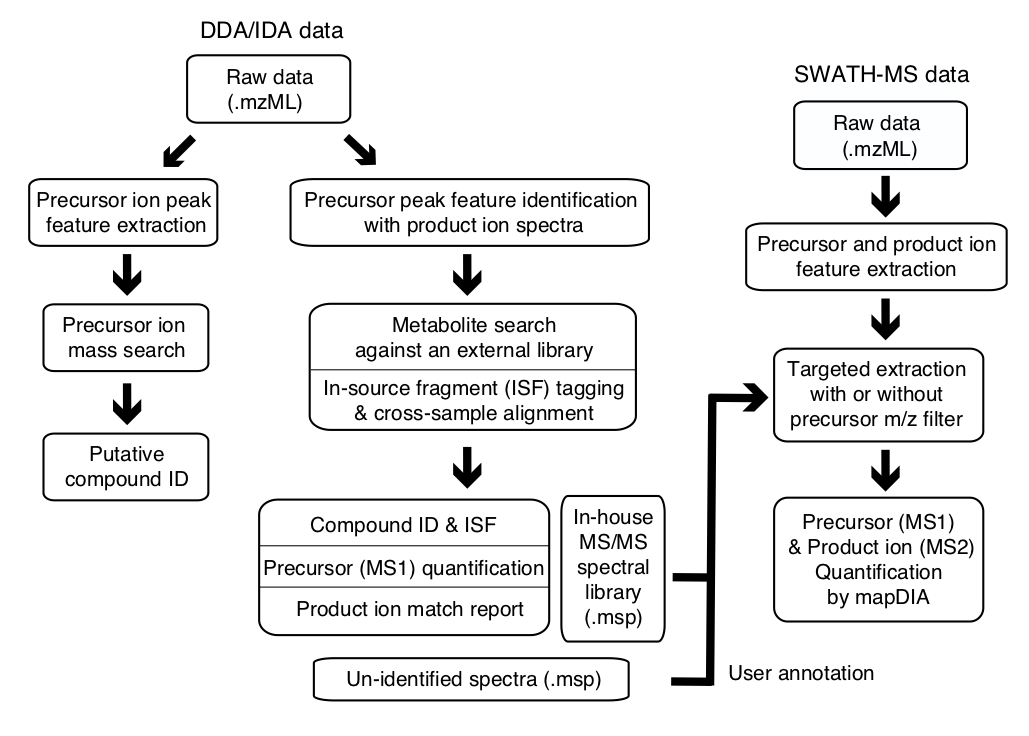 DDA/IDA data
Raw data
(.mzML)
Precursor ion peak
feature extraction
Precursor ion
mass search
Putative
compound ID
Precursor peak feature identification
with product ion spectra
Metabolite search
against an external library
In-source fragment (ISF) tagging
& cross-sample alignment
Compound ID & ISF
Precursor (MS1) quantification
Product ion match report
In-house
MS/MS
spectral
library
(.msp)
Un-identified spectra (.msp)
User annotation
SWATH-MS data
Raw data
(.mzML)
Precursor and product ion
feature extraction
Targeted extraction
with or without
precursor m/z filter
Precursor (MS1)
& Product ion (MS2)
Quantification
by mapDIA